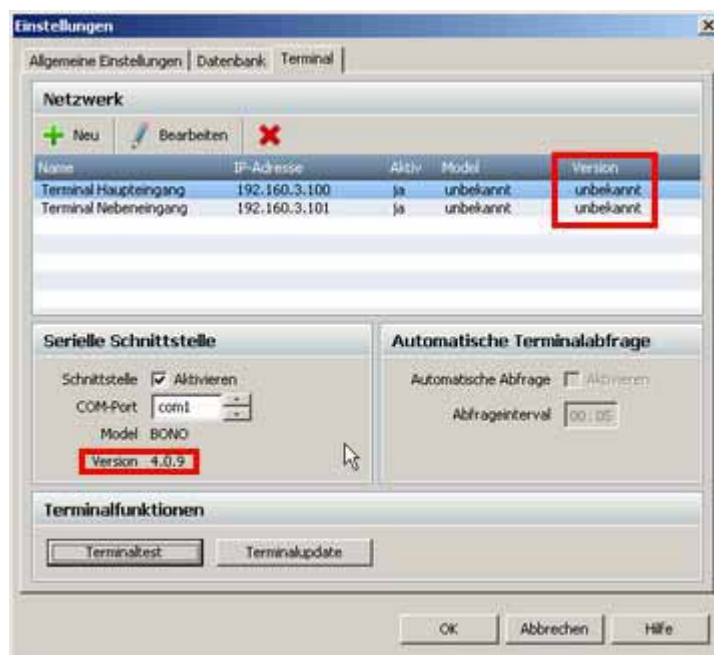 Einstellungen
Allgemeine Einstellungen Datenbank Terminal
Netzwerk
Neu Bearbeiten
Name IP-Adresse Aktiv Model Version
Terminal Haupteingang 192.160.3.100 ja unbekannt unbekannt
Terminal Nebeneingang 192.160.3.101 ja unbekannt unbekannt
Serielle Schnittstelle
Schnittstelle Aktivieren
COM-Port com1
Model BONO
Version 4.0.9
Automatische Terminalabfrage
Automatische Abfrage Aktivieren
Abfrageinterval 00:05
Terminalfunktionen
Terminaltest Terminalupdate
OK Abbrechen Hilfe